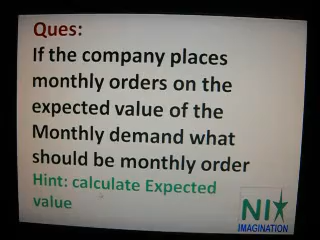 Ques:
If the company places
monthly orders on the
expected value of the
Monthly demand what
should be monthly order
Hint: calculate Expected
value
NI
IMAGINATION